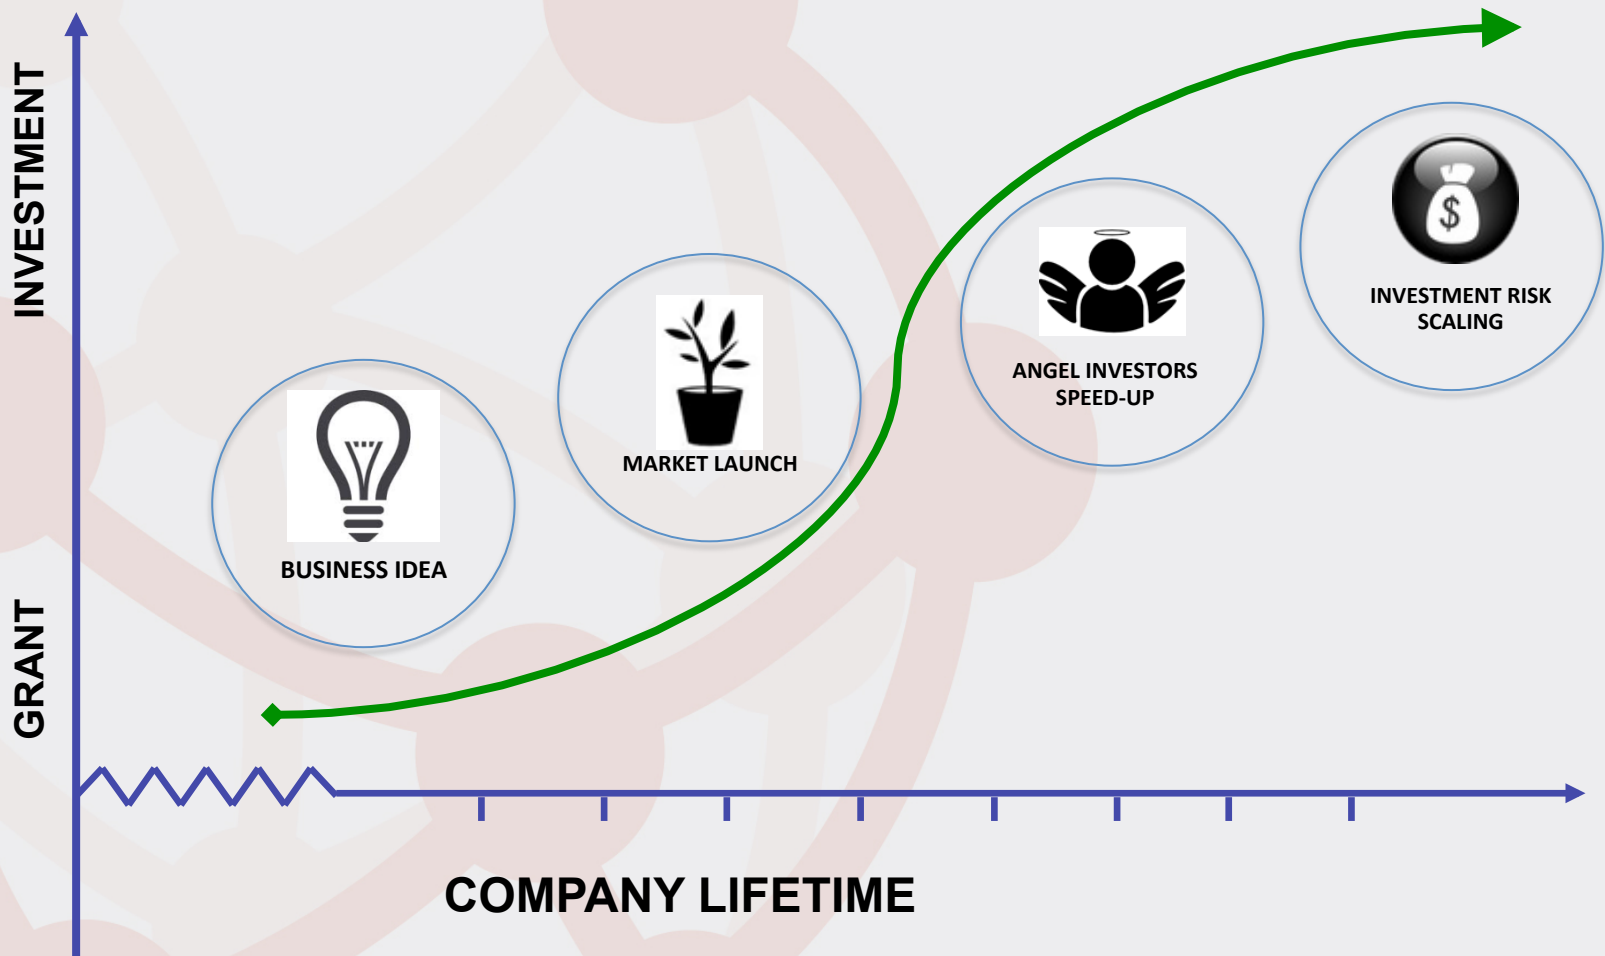 INVESTMENT
GRANT
BUSINESS IDEA
MARKET LAUNCH
ANGEL INVESTORS
SPEED-UP
$
INVESTMENT RISK
SCALING
COMPANY LIFETIME